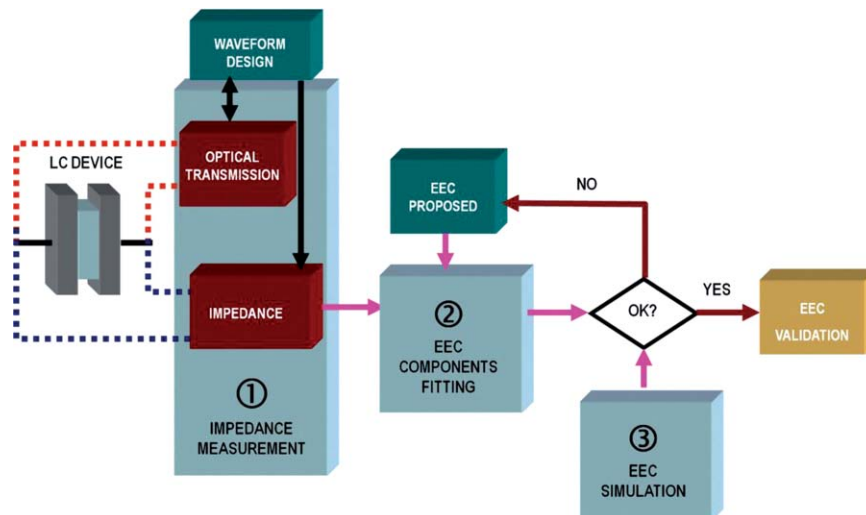 WAVEFORM
DESIGN
LC DEVICE
OPTICAL
TRANSMISSION
EEC
PROPOSED
NO
IMPEDANCE
①
IMPEDANCE
MEASUREMENT
②
EEC
COMPONENTS
FITTING
OK?
YES
EEC
VALIDATION
③
EEC
SIMULATION